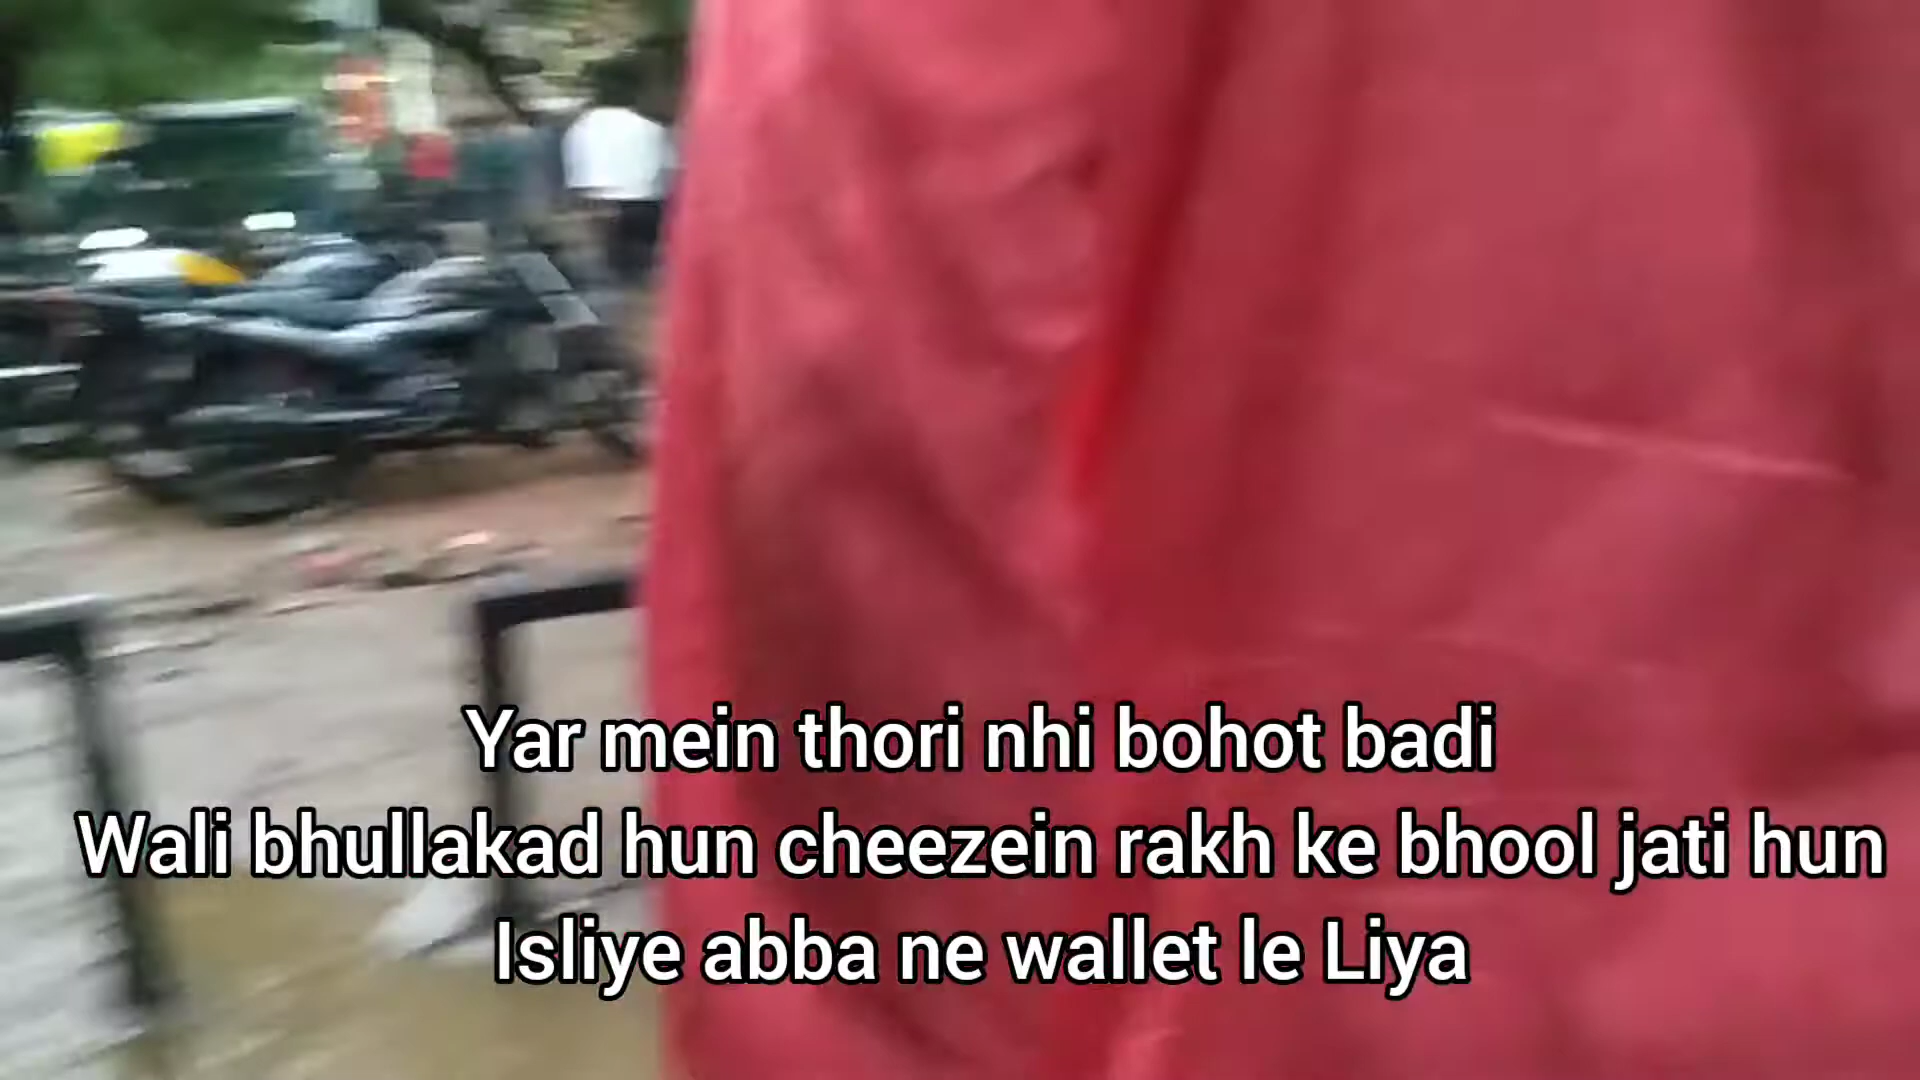 Yar mein thori nhi bohot badi
Wali bhullakad hun cheezein rakh ke bhool jati hun
Isliye abba ne wallet le Liya